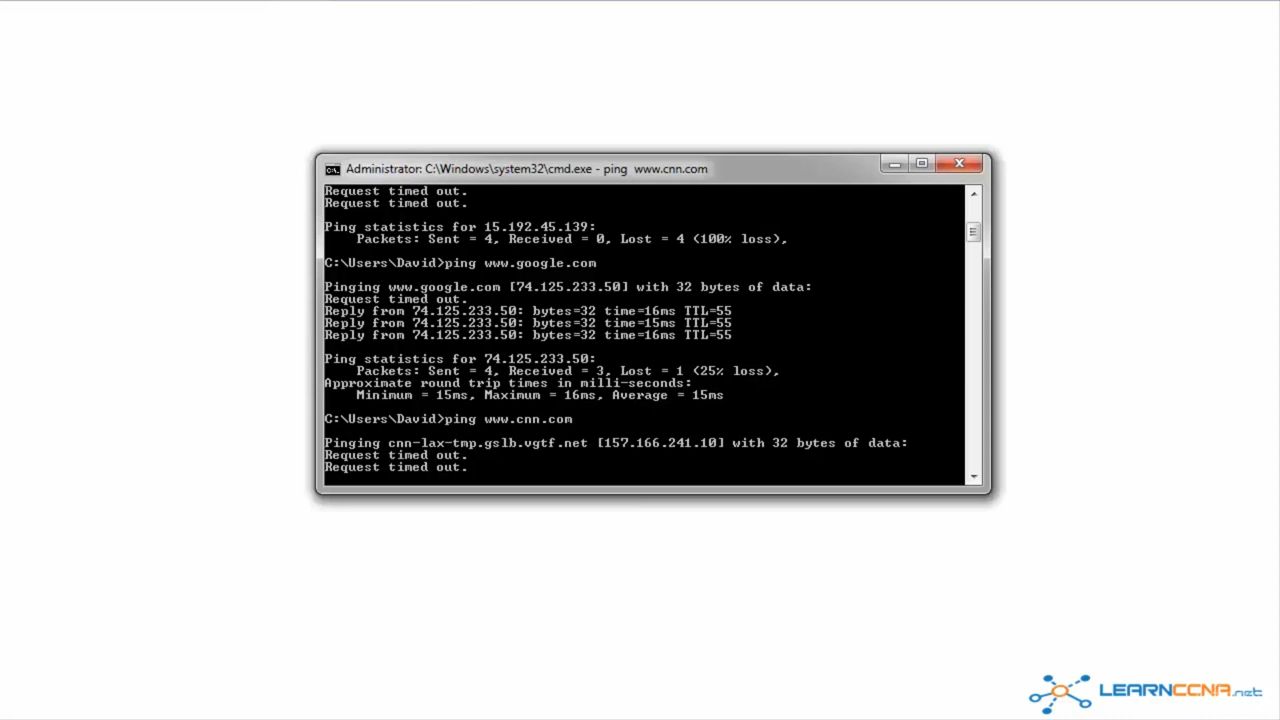 Administrator: C:\Windows\system32\cmd.exe - ping www.cnn.com
Request timed out.
Request timed out.
Ping statistics for 15.192.45.139:
Packets: Sent = 4, Received = 0, Lost = 4 (100% loss),
C:\Users\David>ping www.google.com
Pinging www.google.com [74.125.233.50] with 32 bytes of data:
Request timed out.
Reply from 74.125.233.50: bytes=32 time=16ms TTL=55
Reply from 74.125.233.50: bytes=32 time=15ms TTL=55
Reply from 74.125.233.50: bytes=32 time=16ms TTL=55
Ping statistics for 74.125.233.50:
Packets: Sent = 4, Received = 3, Lost = 1 (25% loss),
Approximate round trip times in milli-seconds:
Minimum = 15ms, Maximum = 16ms, Average = 15ms
C:\Users\David>ping www.cnn.com
Pinging cnn-lax-tmp.gslb.vgtf.net [157.166.241.10] with 32 bytes of data:
Request timed out.
Request timed out.
LEARNCCNA.net